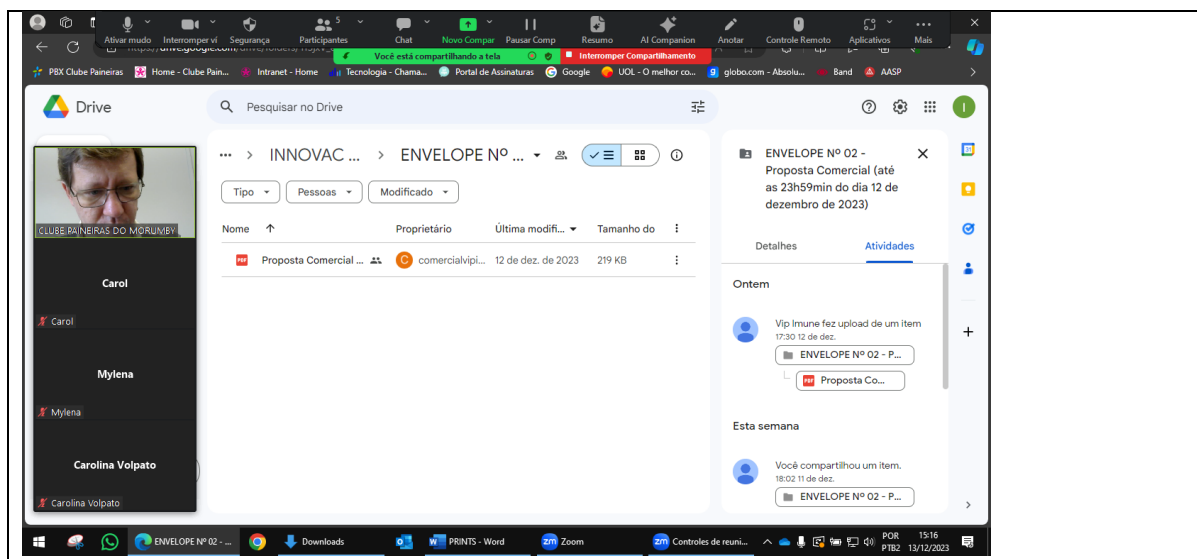 5
Ativar mudo Interromper ví Segurança Participantes Chat Novo Compar Pausar Comp Resumo AI Companion Anotar Controle Remoto Aplicativos Mais
Você está compartilhando a tela Interromper Compartilhamento
PBX Clube Paineiras Home - Clube Pain... Intranet - Home Tecnologia - Chama... Portal de Assinaturas Google UOL - O melhor co... globo.com - Absolu... Band AASP
Drive Pesquisar no Drive I
... > INNOVAC ... > ENVELOPE Nº ...
Tipo Pessoas Modificado
Nome Proprietário Última modifi... Tamanho do
PDF Proposta Comercial ... C comercialvipi... 12 de dez. de 2023 219 KB
CLUBE PAINEIRAS DO MORUMBY
Carol
Carol
Mylena
Mylena
Carolina Volpato
Carolina Volpato
ENVELOPE Nº 02 -
Proposta Comercial (até
as 23h59min do dia 12 de
dezembro de 2023)
Detalhes Atividades
Ontem
Vip Imune fez upload de um item
17:30 12 de dez.
ENVELOPE Nº 02 - P...
PDF Proposta Co...
Esta semana
Você compartilhou um item.
18:02 11 de dez.
ENVELOPE Nº 02 - P...
31
ENVELOPE Nº 02 - ... Downloads PRINTS - Word Zoom Controles de reuni... POR 15:16
PTB2 13/12/2023